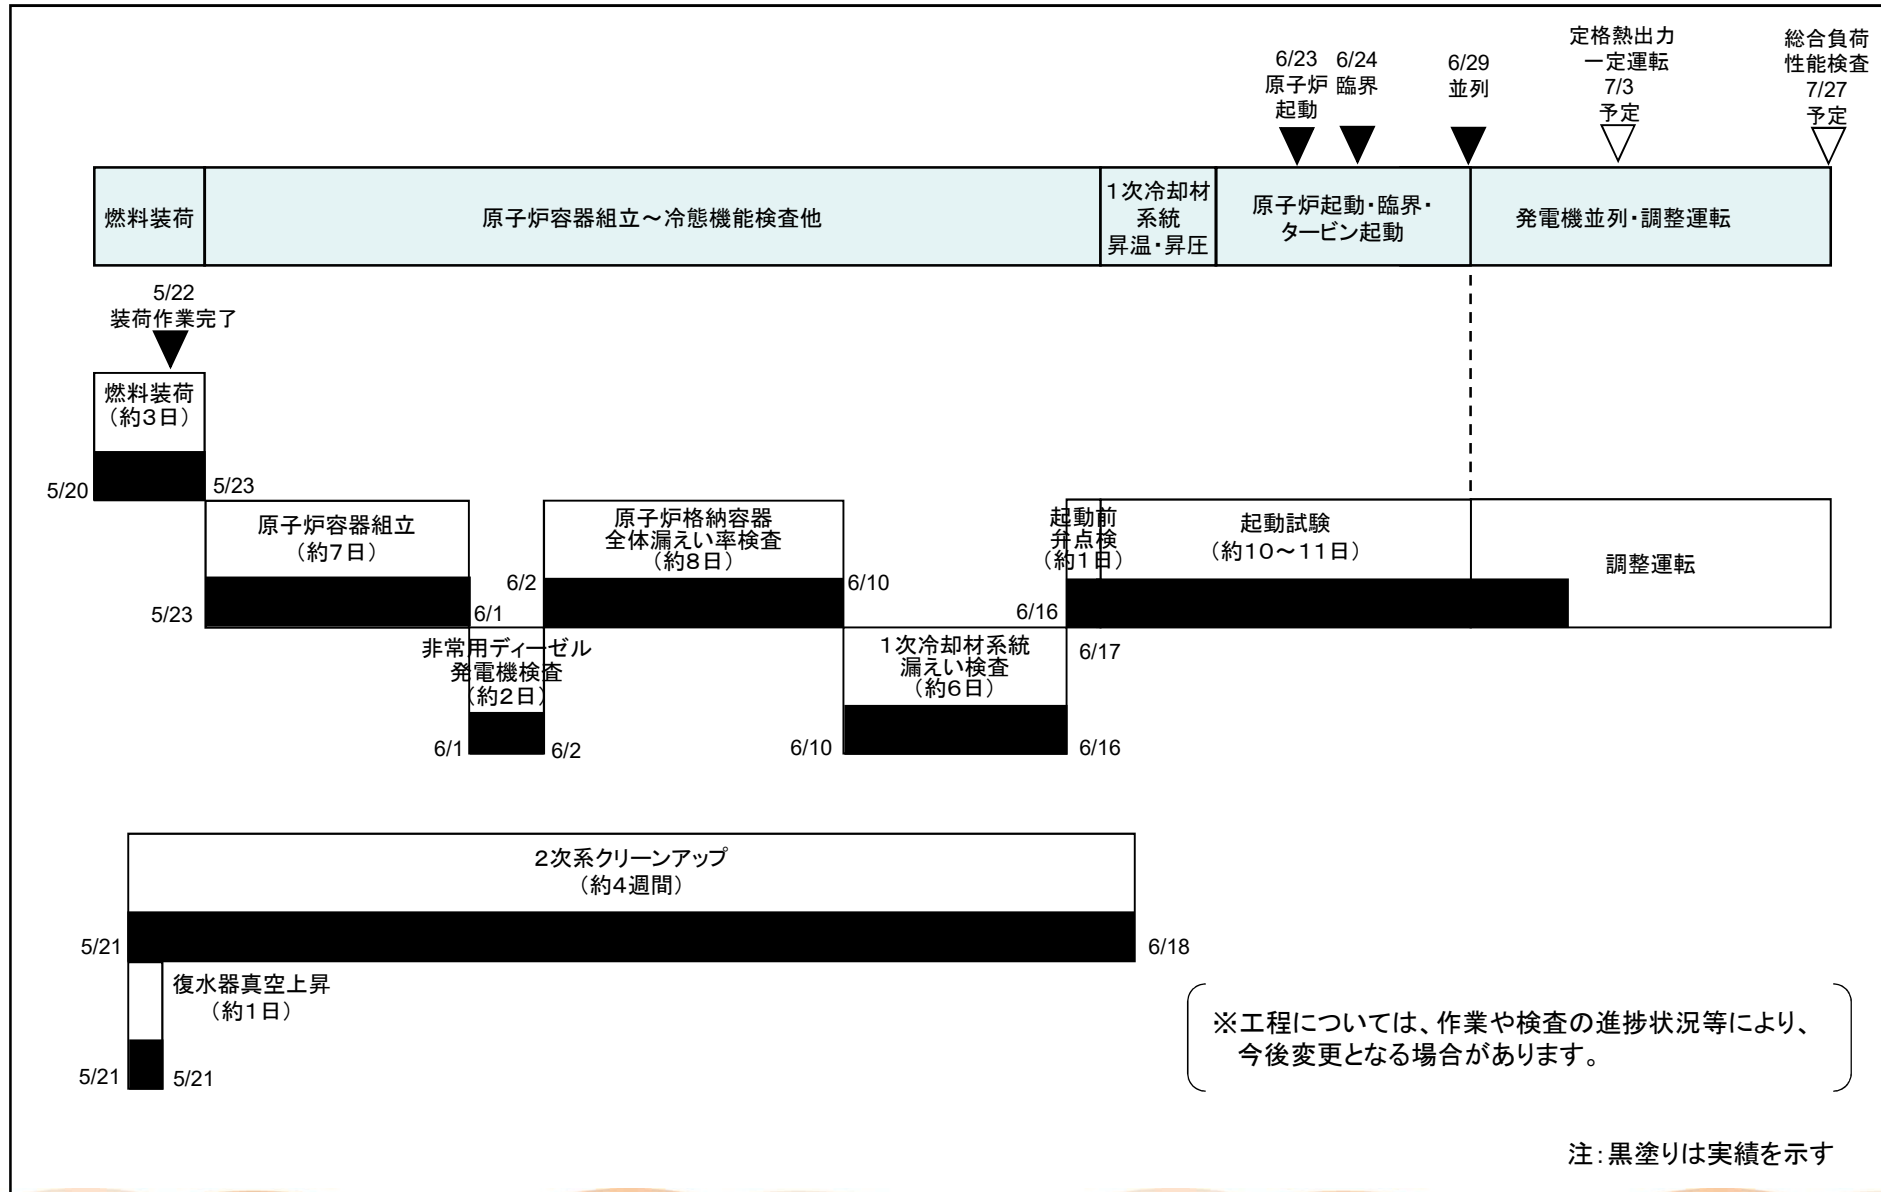 6/23
原子炉
起動
6/24
臨界
6/29
並列
定格熱出力
一定運転
7/3
予定
総合負荷
性能検査
7/27
予定
燃料装荷
原子炉容器組立～冷態機能検査他
1次冷却材
系統
昇温・昇圧
原子炉起動・臨界・
タービン起動
発電機並列・調整運転
5/22
装荷作業完了
燃料装荷
（約3日）
5/20
5/23
原子炉容器組立
（約7日）
5/23
6/1
非常用ディーゼル
発電機検査
（約2日）
6/1
6/2
原子炉格納容器
全体漏えい率検査
（約8日）
6/2
6/10
1次冷却材系統
漏えい検査
（約6日）
6/10
6/16
起動前
弁点検
（約1日）
6/16
6/17
起動試験
（約10～11日）
調整運転
2次系クリーンアップ
（約4週間）
5/21
6/18
復水器真空上昇
（約1日）
5/21
5/21
※工程については、作業や検査の進捗状況等により、
今後変更となる場合があります。
注：黒塗りは実績を示す